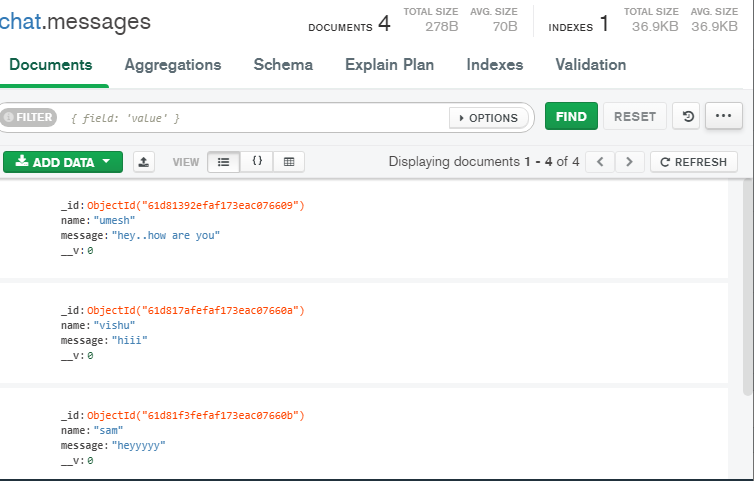 chat.messages
DOCUMENTS 4 TOTAL SIZE 278B AVG. SIZE 70B INDEXES 1 TOTAL SIZE 36.9KB AVG. SIZE 36.9KB
Documents Aggregations Schema Explain Plan Indexes Validation
FILTER { field: 'value' } OPTIONS FIND RESET ...
ADD DATA VIEW {} Displaying documents 1 - 4 of 4 < > REFRESH
_id: ObjectId("61d81392efaf173eac076609")
name: "umesh"
message: "hey..how are you"
__v: 0
_id: ObjectId("61d817afefaf173eac07660a")
name: "vishu"
message: "hiii"
__v: 0
_id: ObjectId("61d81f3fefaf173eac07660b")
name: "sam"
message: "heyyyyy"
__v: 0